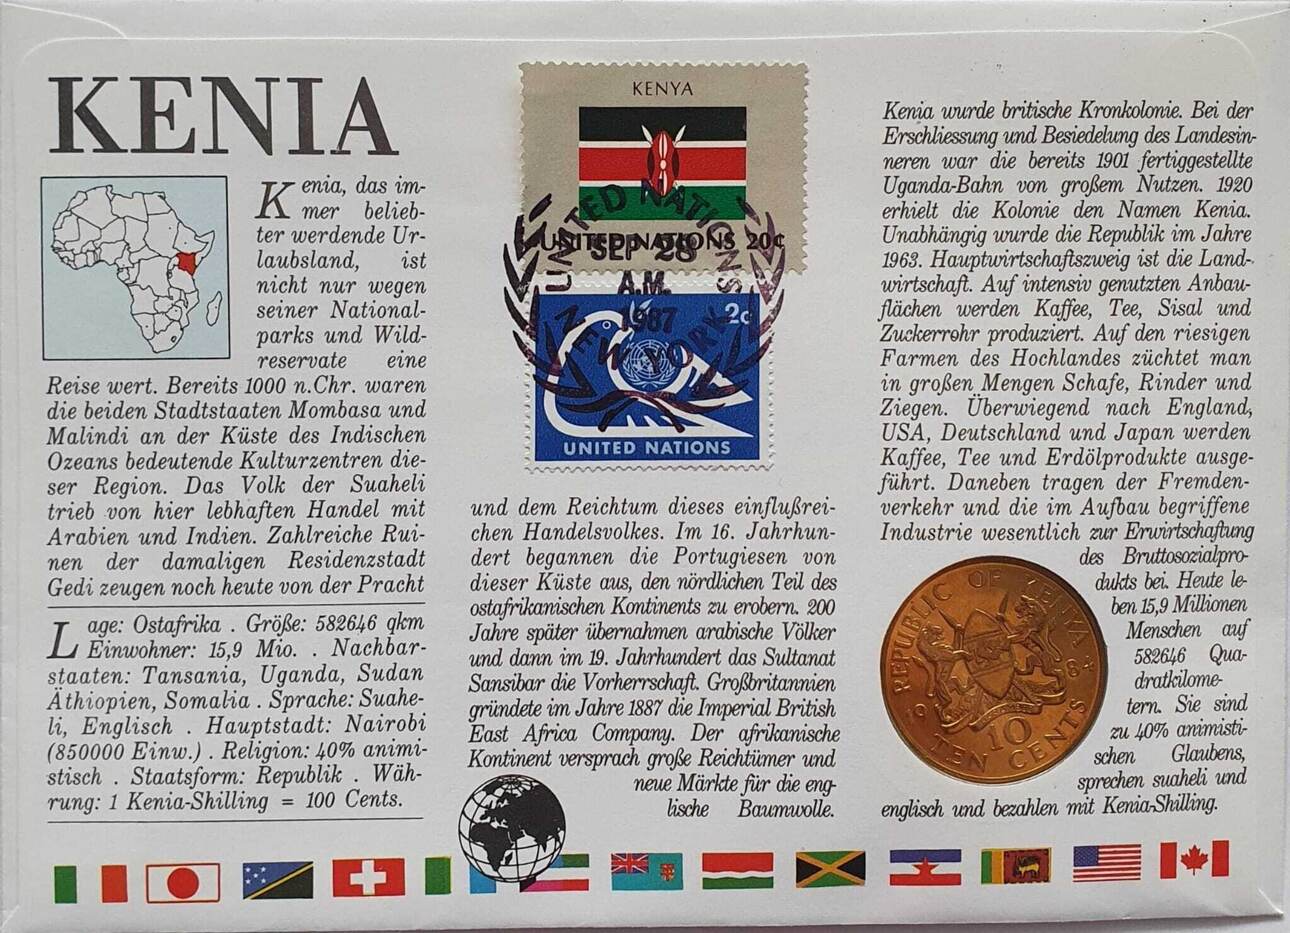 KENIA
Kenia, das im-
mer belieb-
ter werdende Ur-
laubsland, ist
nicht nur wegen
seiner National-
parks und Wild-
reservate eine
Reise wert. Bereits 1000 n.Chr. waren
die beiden Stadtstaaten Mombasa und
Malindi an der Küste des Indischen
Ozeans bedeutende Kulturzentren die-
ser Region. Das Volk der Suaheli
trieb von hier lebhaften Handel mit
Arabien und Indien. Zahlreiche Rui-
nen der damaligen Residenzstadt
Gedi zeugen noch heute von der Pracht
Lage: Ostafrika . Größe: 582646 qkm
Einwohner: 15,9 Mio. . Nachbar-
staaten: Tansania, Uganda, Sudan
Äthiopien, Somalia . Sprache: Suahe-
li, Englisch . Hauptstadt: Nairobi
(850000 Einw.) . Religion: 40% animi-
stisch . Staatsform: Republik . Wäh-
rung: 1 Kenia-Shilling = 100 Cents.
KENYA
UNITED NATIONS 20¢
UNITED NATIONS
SEP 28
A.M.
1987
NEW YORK
2c
UNITED NATIONS
und dem Reichtum dieses einflußrei-
chen Handelsvolkes. Im 16. Jahrhun-
dert begannen die Portugiesen von
dieser Küste aus, den nördlichen Teil des
ostafrikanischen Kontinents zu erobern. 200
Jahre später übernahmen arabische Völker
und dann im 19. Jahrhundert das Sultanat
Sansibar die Vorherrschaft. Großbritannien
gründete im Jahre 1887 die Imperial British
East Africa Company. Der afrikanische
Kontinent versprach große Reichtümer und
neue Märkte für die eng-
lische Baumwolle.
Kenia wurde britische Kronkolonie. Bei der
Erschliessung und Besiedelung des Landesin-
neren war die bereits 1901 fertiggestellte
Uganda-Bahn von großem Nutzen. 1920
erhielt die Kolonie den Namen Kenia.
Unabhängig wurde die Republik im Jahre
1963. Hauptwirtschaftszweig ist die Land-
wirtschaft. Auf intensiv genutzten Anbau-
flächen werden Kaffee, Tee, Sisal und
Zuckerrohr produziert. Auf den riesigen
Farmen des Hochlandes züchtet man
in großen Mengen Schafe, Rinder und
Ziegen. Überwiegend nach England,
USA, Deutschland und Japan werden
Kaffee, Tee und Erdölprodukte ausge-
führt. Daneben tragen der Fremden-
verkehr und die im Aufbau begriffene
Industrie wesentlich zur Erwirtschaftung
des Bruttosozialpro-
dukts bei. Heute le-
ben 15,9 Millionen
Menschen auf
582646 Qua-
dratkilome-
tern. Sie sind
zu 40% animisti-
schen Glaubens,
sprechen suaheli und
englisch und bezahlen mit Kenia-Shilling.
REPUBLIC OF KENYA
1984
10
TEN CENTS